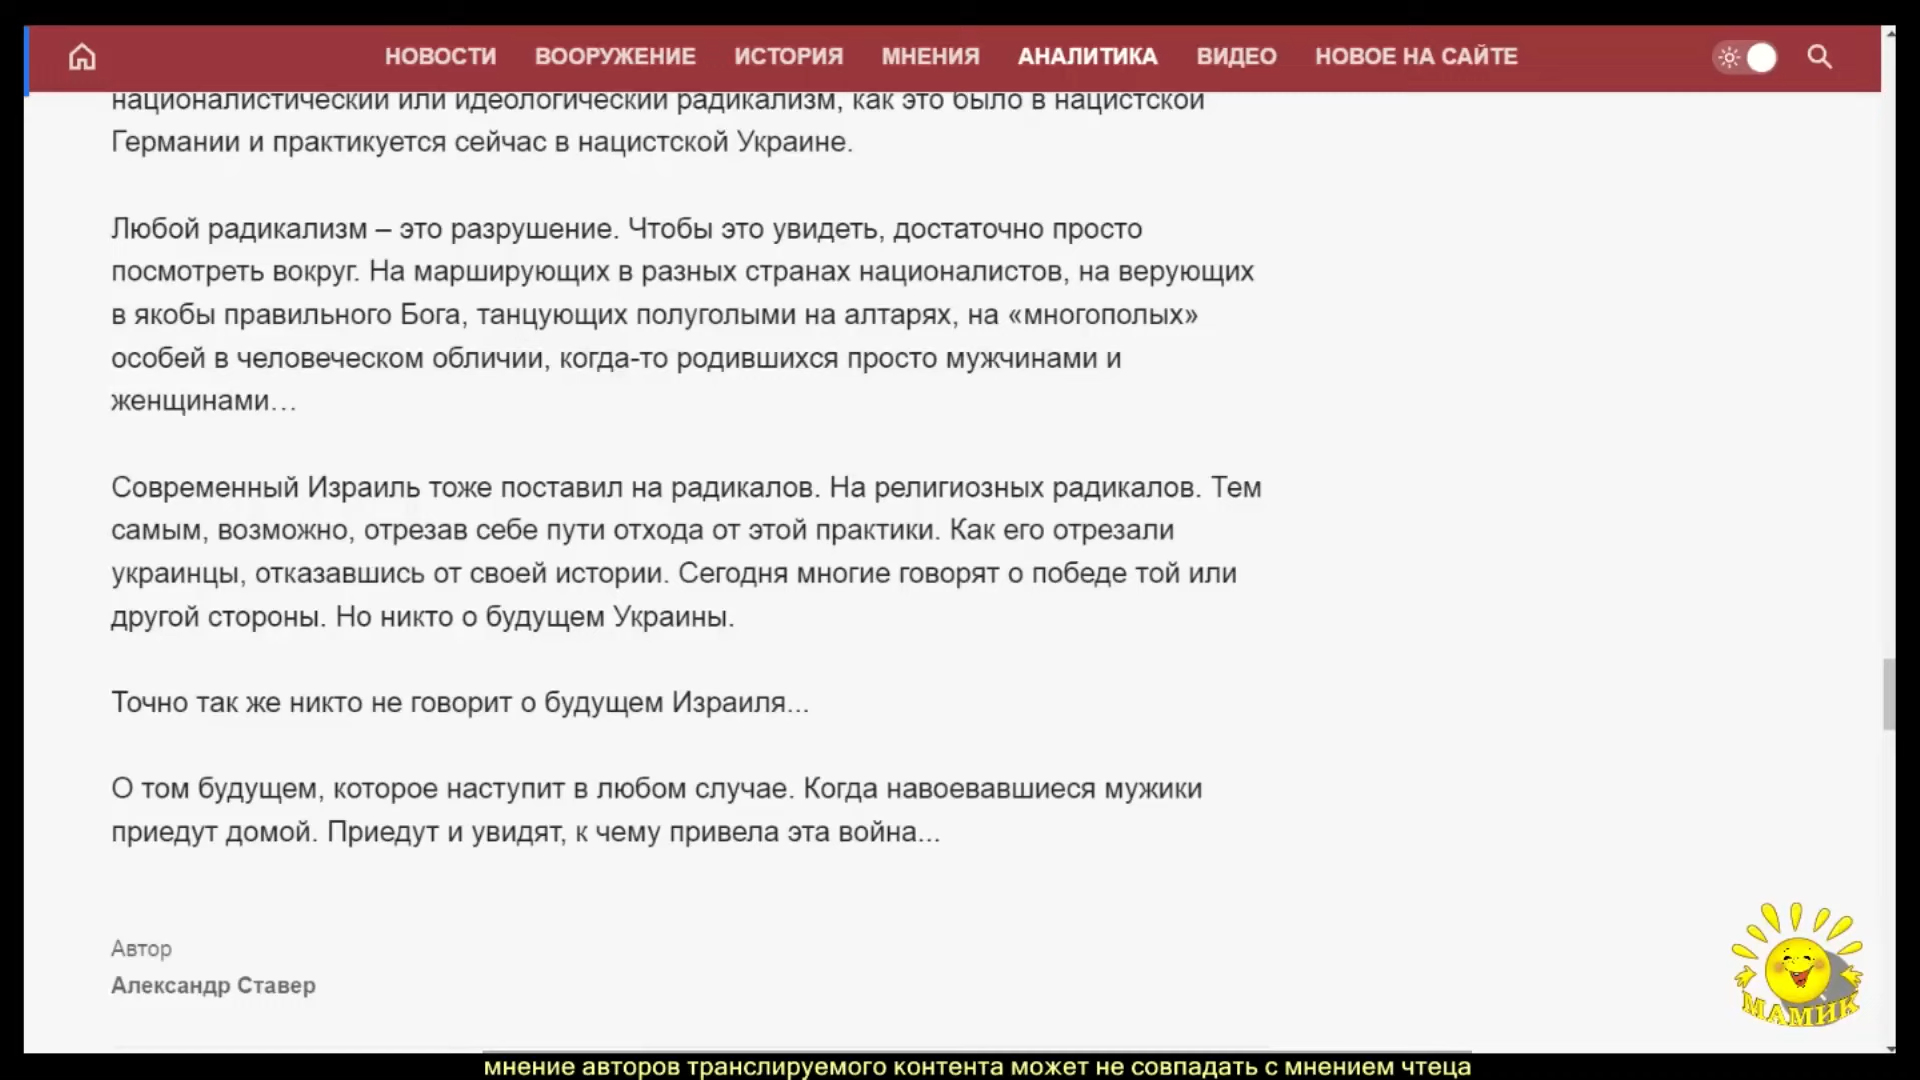 НОВОСТИ ВООРУЖЕНИЕ ИСТОРИЯ МНЕНИЯ АНАЛИТИКА ВИДЕО НОВОЕ НА САЙТЕ
националистический или идеологический радикализм, как это было в нацистской
Германии и практикуется сейчас в нацистской Украине.
Любой радикализм – это разрушение. Чтобы это увидеть, достаточно просто
посмотреть вокруг. На марширующих в разных странах националистов, на верующих
в якобы правильного Бога, танцующих полуголыми на алтарях, на «многополых»
особей в человеческом обличии, когда-то родившихся просто мужчинами и
женщинами…
Современный Израиль тоже поставил на радикалов. На религиозных радикалов. Тем
самым, возможно, отрезав себе пути отхода от этой практики. Как его отрезали
украинцы, отказавшись от своей истории. Сегодня многие говорят о победе той или
другой стороны. Но никто о будущем Украины.
Точно так же никто не говорит о будущем Израиля...
О том будущем, которое наступит в любом случае. Когда навоевавшиеся мужики
приедут домой. Приедут и увидят, к чему привела эта война...
Автор
Александр Ставер
МАМИК
мнение авторов транслируемого контента может не совпадать с мнением чтеца